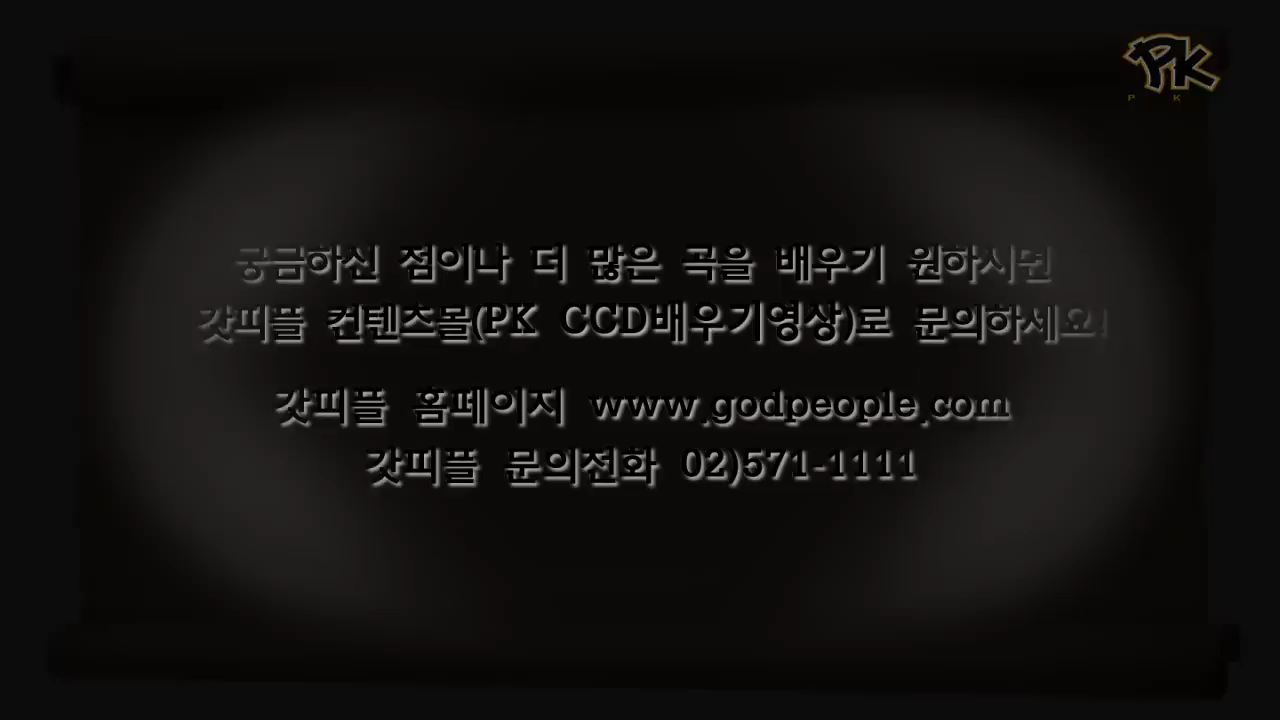 PK
P K
궁금하신 점이나 더 많은 곡을 배우기 원하시면
갓피플 컨텐츠몰(PK CCD배우기영상)로 문의하세요!
갓피플 홈페이지 www.godpeople.com
갓피플 문의전화 02)571-1111